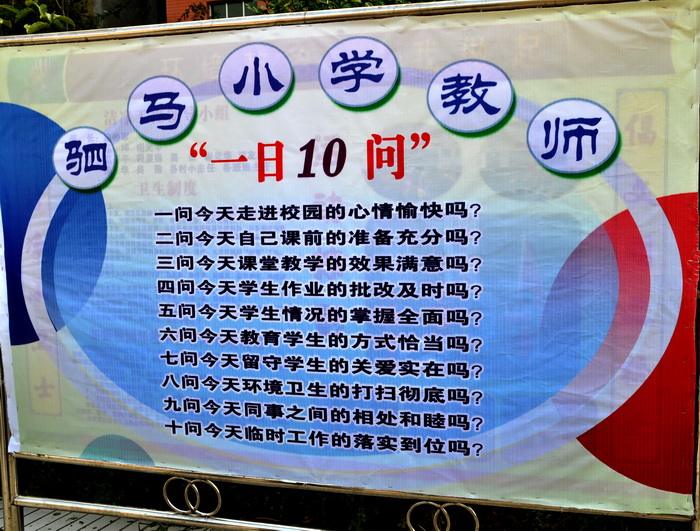 驷马小学教师
“一日10问”
一问今天走进校园的心情愉快吗?
二问今天自己课前的准备充分吗?
三问今天课堂教学的效果满意吗?
四问今天学生作业的批改及时吗?
五问今天学生情况的掌握全面吗?
六问今天教育学生的方式恰当吗?
七问今天留守学生的关爱实在吗?
八问今天环境卫生的打扫彻底吗?
九问今天同事之间的相处和睦吗?
十问今天临时工作的落实到位吗?
卫生制度